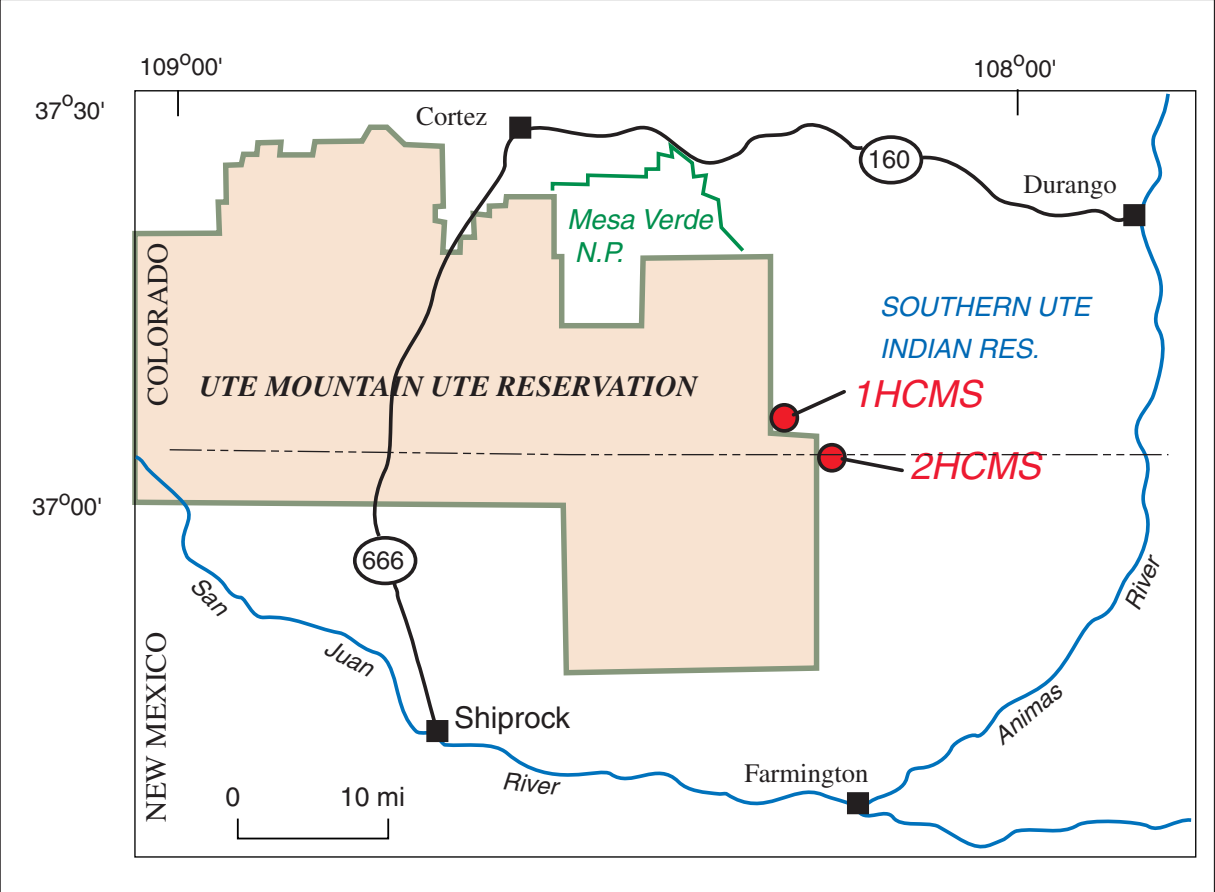 109°00'
108°00'
37°30'
Cortez
160
Durango
Mesa Verde
N.P.
COLORADO
SOUTHERN UTE
INDIAN RES.
UTE MOUNTAIN UTE RESERVATION
1HCMS
2HCMS
37°00'
666
San
Juan
River
River
Animas
NEW MEXICO
Shiprock
Farmington
0 10 mi